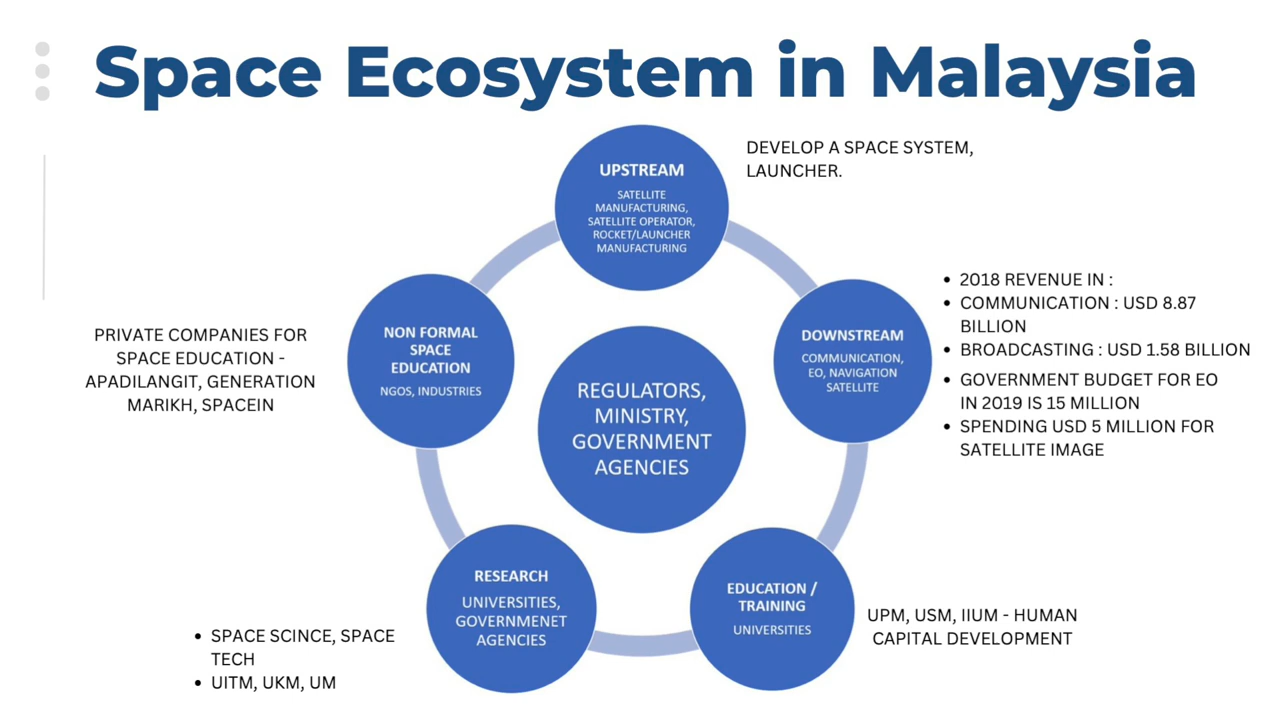 Space Ecosystem in Malaysia
UPSTREAM
SATELLITE
MANUFACTURING,
SATELLITE OPERATOR,
ROCKET/LAUNCHER
MANUFACTURING
DEVELOP A SPACE SYSTEM,
LAUNCHER.
DOWNSTREAM
COMMUNICATION,
EO, NAVIGATION
SATELLITE
• 2018 REVENUE IN :
• COMMUNICATION : USD 8.87
BILLION
• BROADCASTING : USD 1.58 BILLION
• GOVERNMENT BUDGET FOR EO
IN 2019 IS 15 MILLION
• SPENDING USD 5 MILLION FOR
SATELLITE IMAGE
EDUCATION /
TRAINING
UNIVERSITIES
UPM, USM, IIUM - HUMAN
CAPITAL DEVELOPMENT
RESEARCH
UNIVERSITIES,
GOVERNMENET
AGENCIES
• SPACE SCINCE, SPACE
TECH
• UITM, UKM, UM
NON FORMAL
SPACE
EDUCATION
NGOS, INDUSTRIES
PRIVATE COMPANIES FOR
SPACE EDUCATION -
APADILANGIT, GENERATION
MARIKH, SPACEIN
REGULATORS,
MINISTRY,
GOVERNMENT
AGENCIES